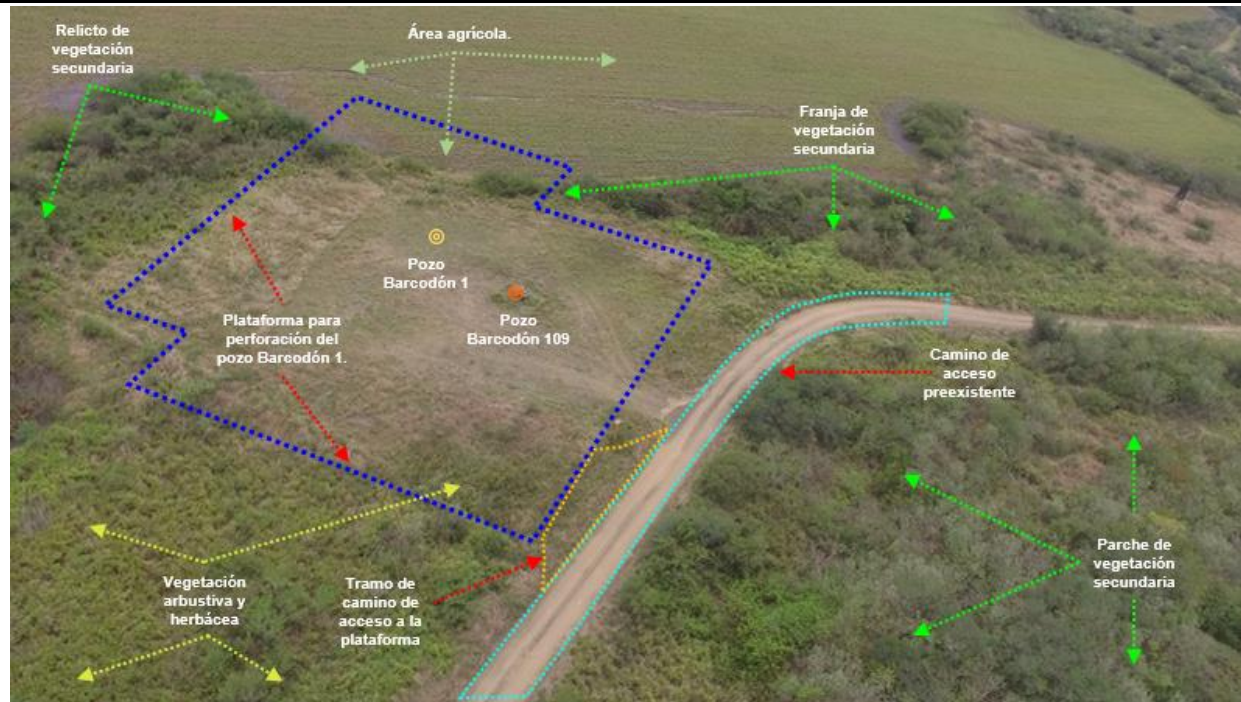 Relicto de
vegetación
secundaria
Área agrícola.
Franja de
vegetación
secundaria
Pozo
Barcodón 1
Pozo
Barcodón 109
Plataforma para
perforación del
pozo Barcodón 1.
Camino de
acceso
preexistente
Vegetación
arbustiva y
herbácea
Tramo de
camino de
acceso a la
plataforma
Parche de
vegetación
secundaria